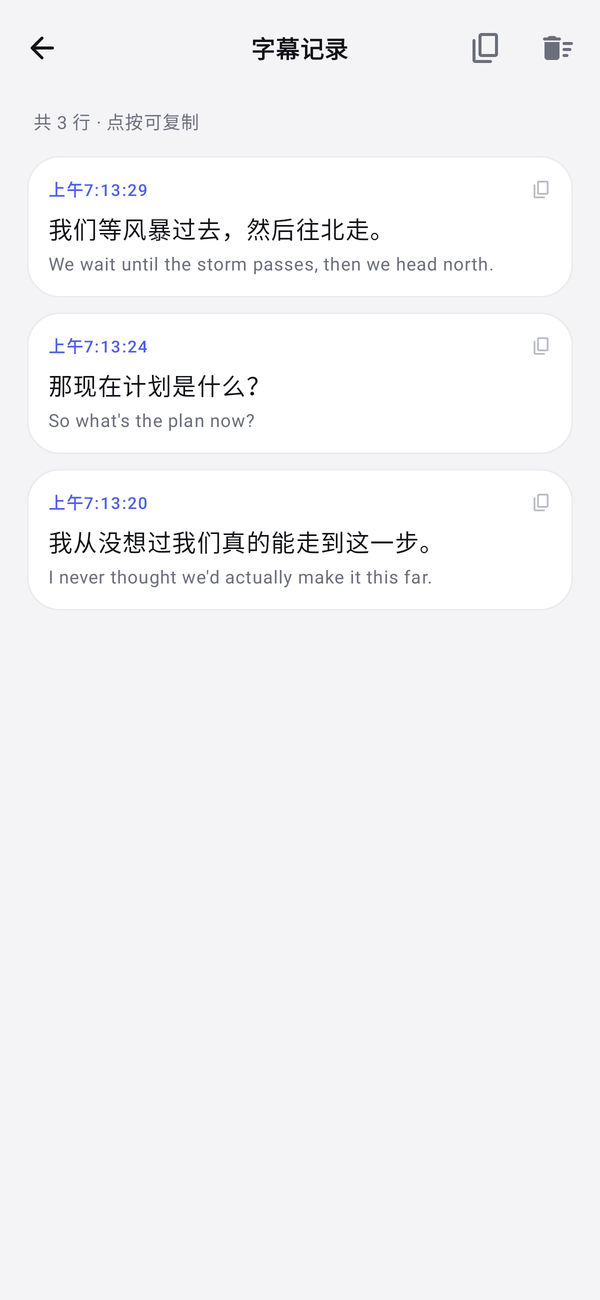 字幕记录
共 3 行 · 点按可复制
上午7:13:29
我们等风暴过去，然后往北走。
We wait until the storm passes, then we head north.
上午7:13:24
那现在计划是什么？
So what's the plan now?
上午7:13:20
我从没想过我们真的能走到这一步。
I never thought we'd actually make it this far.